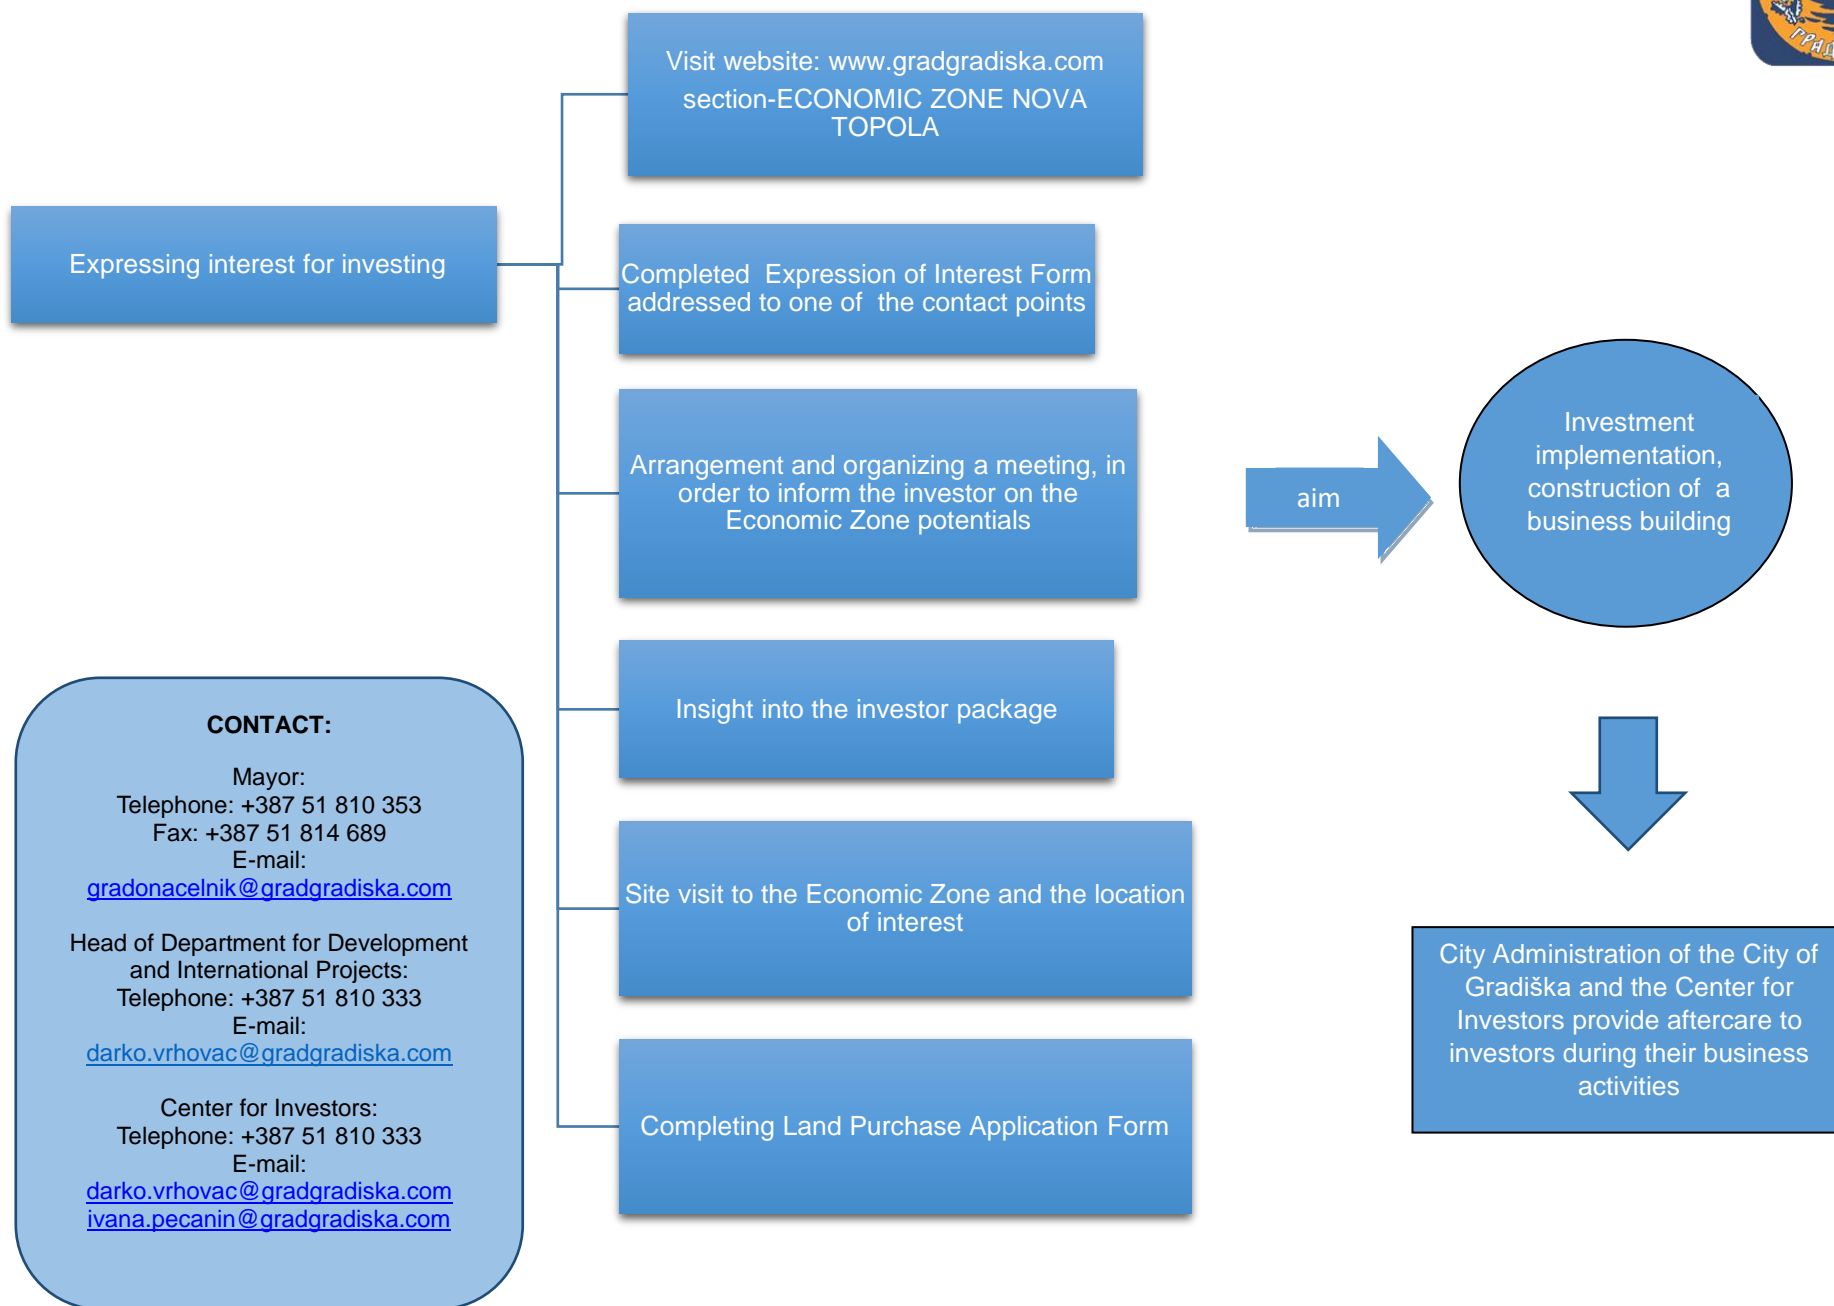 Visit website: www.gradgradiska.com
section-ECONOMIC ZONE NOVA
TOPOLA
Expressing interest for investing
Completed  Expression of Interest Form
addressed to one of  the contact points
Arrangement and organizing a meeting, in
order to inform the investor on the
Economic Zone potentials
aim
Investment
implementation,
construction of  a
business building
Insight into the investor package
CONTACT:
Mayor:
Telephone: +387 51 810 353
Fax: +387 51 814 689
E-mail:
gradonacelnik@gradgradiska.com
Head of Department for Development
and International Projects:
Telephone: +387 51 810 333
E-mail:
darko.vrhovac@gradgradiska.com
Center for Investors:
Telephone: +387 51 810 333
E-mail:
darko.vrhovac@gradgradiska.com
ivana.pecanin@gradgradiska.com
Site visit to the Economic Zone and the location
of interest
Completing Land Purchase Application Form
City Administration of the City of
Gradiška and the Center for
Investors provide aftercare to
investors during their business
activities